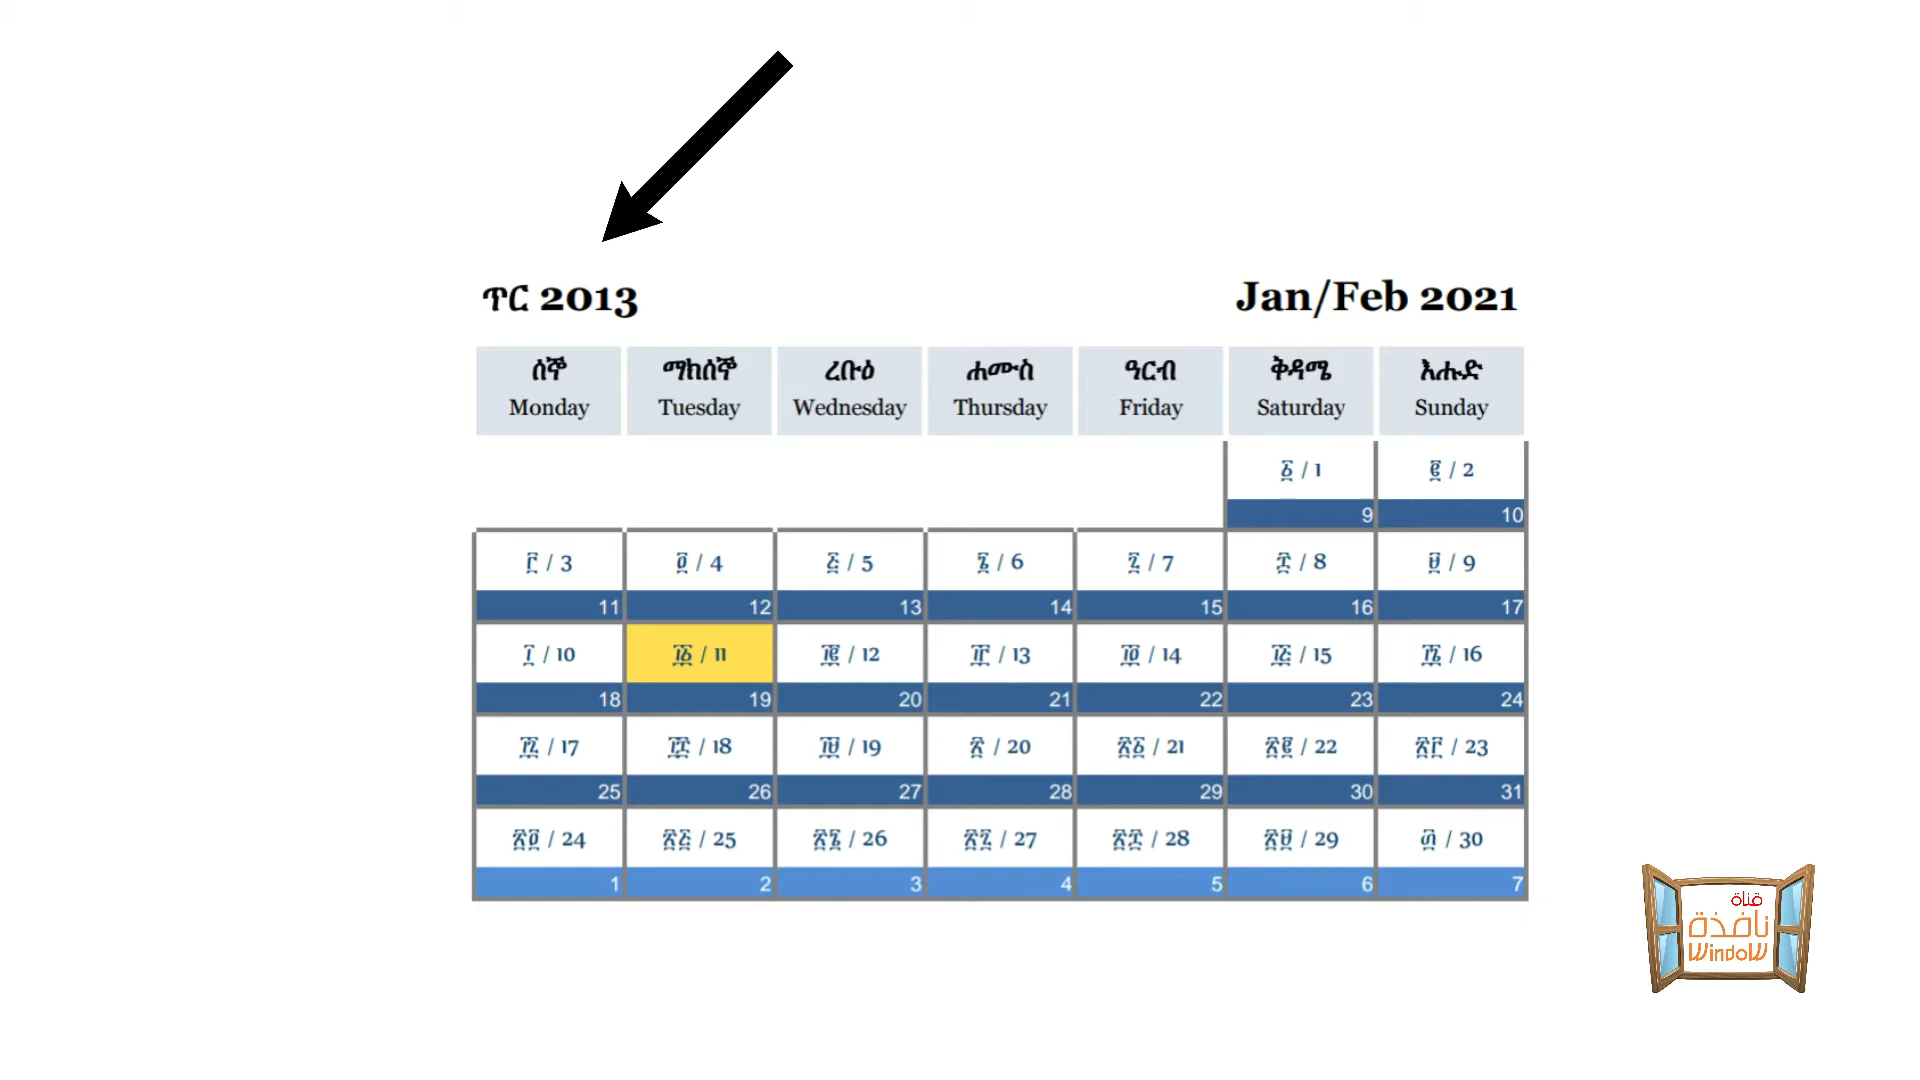 ጥር 2013 Jan/Feb 2021
ሰኞ ማክሰኞ ረቡዕ ሐሙስ ዓርብ ቅዳሜ እሑድ
Monday Tuesday Wednesday Thursday Friday Saturday Sunday
፩ / 1 ፪ / 2
9 10
፫ / 3 ፬ / 4 ፭ / 5 ፮ / 6 ፯ / 7 ፰ / 8 ፱ / 9
11 12 13 14 15 16 17
፲ / 10 ፲፩ / 11 ፲፪ / 12 ፲፫ / 13 ፲፬ / 14 ፲፭ / 15 ፲፮ / 16
18 19 20 21 22 23 24
፲፯ / 17 ፲፰ / 18 ፲፱ / 19 ፳ / 20 ፳፩ / 21 ፳፪ / 22 ፳፫ / 23
25 26 27 28 29 30 31
፳፬ / 24 ፳፭ / 25 ፳፮ / 26 ፳፯ / 27 ፳፰ / 28 ፳፱ / 29 ፴ / 30
1 2 3 4 5 6 7
قناة
نافذة
WindoW